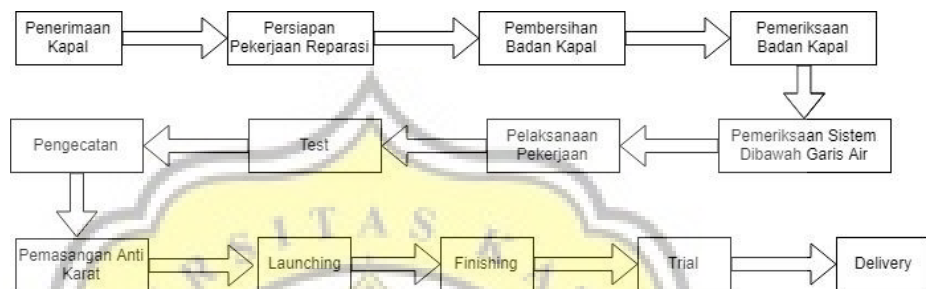 Penerimaan
Kapal
Persiapan
Pekerjaan Reparasi
Pembersihan
Badan Kapal
Pemeriksaan
Badan Kapal
Pemeriksaan Sistem
Dibawah Garis Air
Pelaksanaan
Pekerjaan
Test
Pengecatan
Pemasangan Anti
Karat
Launching
Finishing
Trial
Delivery
R S I T A S K